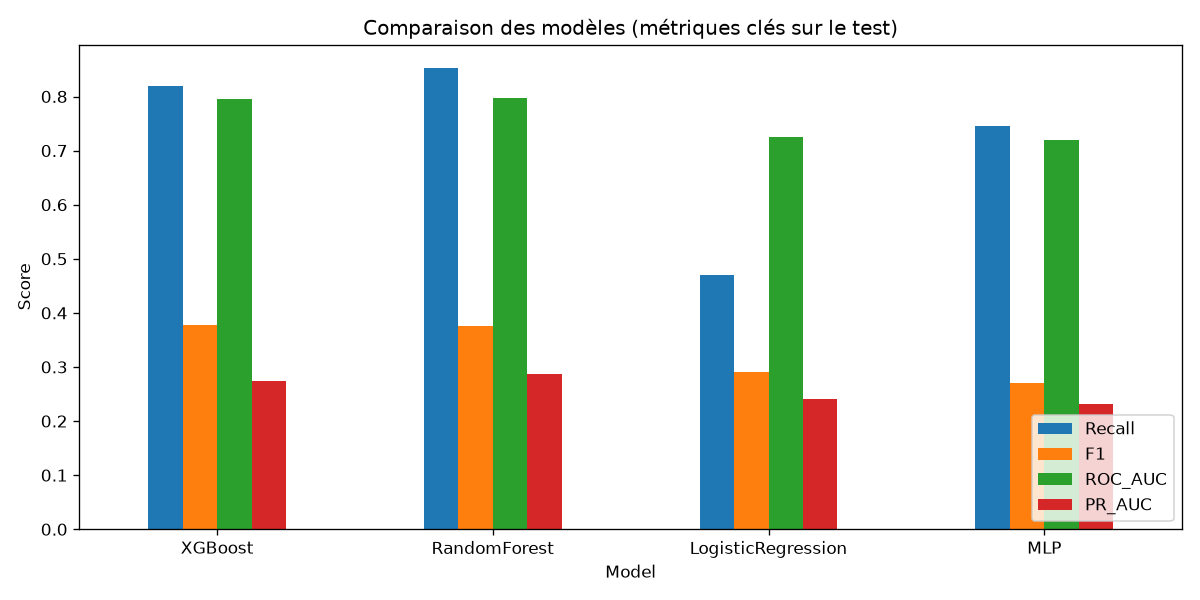 Comparaison des modèles (métriques clés sur le test)
Score
0.8
0.7
0.6
0.5
0.4
0.3
0.2
0.1
0.0
Recall
F1
ROC_AUC
PR_AUC
XGBoost
RandomForest
LogisticRegression
MLP
Model